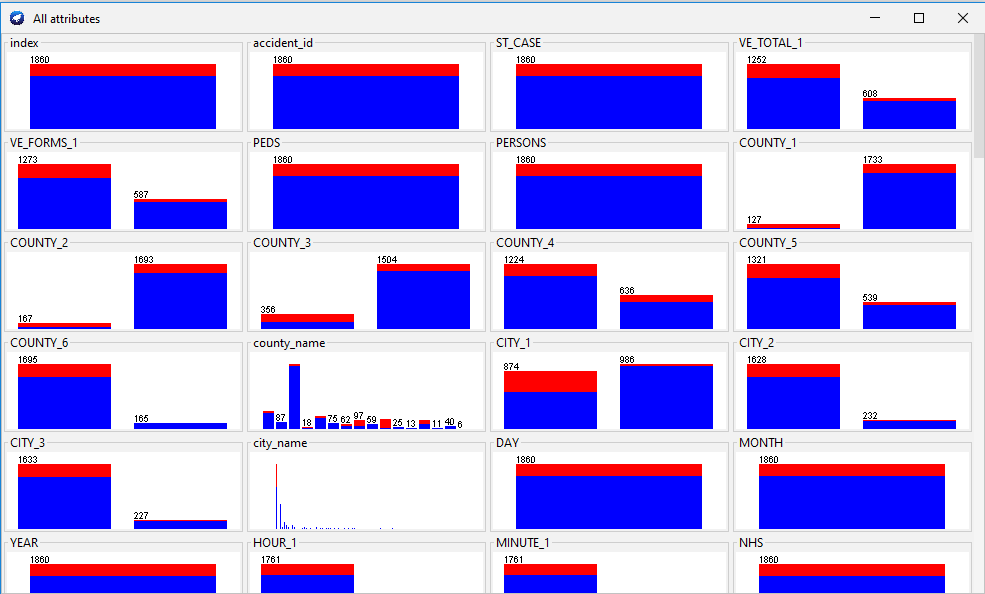 All attributes
index accident_id ST_CASE VE_TOTAL_1
1860 1860 1860 1252 608
VE_FORMS_1 PEDS PERSONS COUNTY_1
1273 587 1860 1860 127 1733
COUNTY_2 COUNTY_3 COUNTY_4 COUNTY_5
167 1693 356 1504 1224 636 1321 539
COUNTY_6 county_name CITY_1 CITY_2
1695 165 87 18 75 62 97 59 25 13 11 40 6 874 986 1628 232
CITY_3 city_name DAY MONTH
1633 227 1860 1860
YEAR HOUR_1 MINUTE_1 NHS
1860 1761 1761 1860